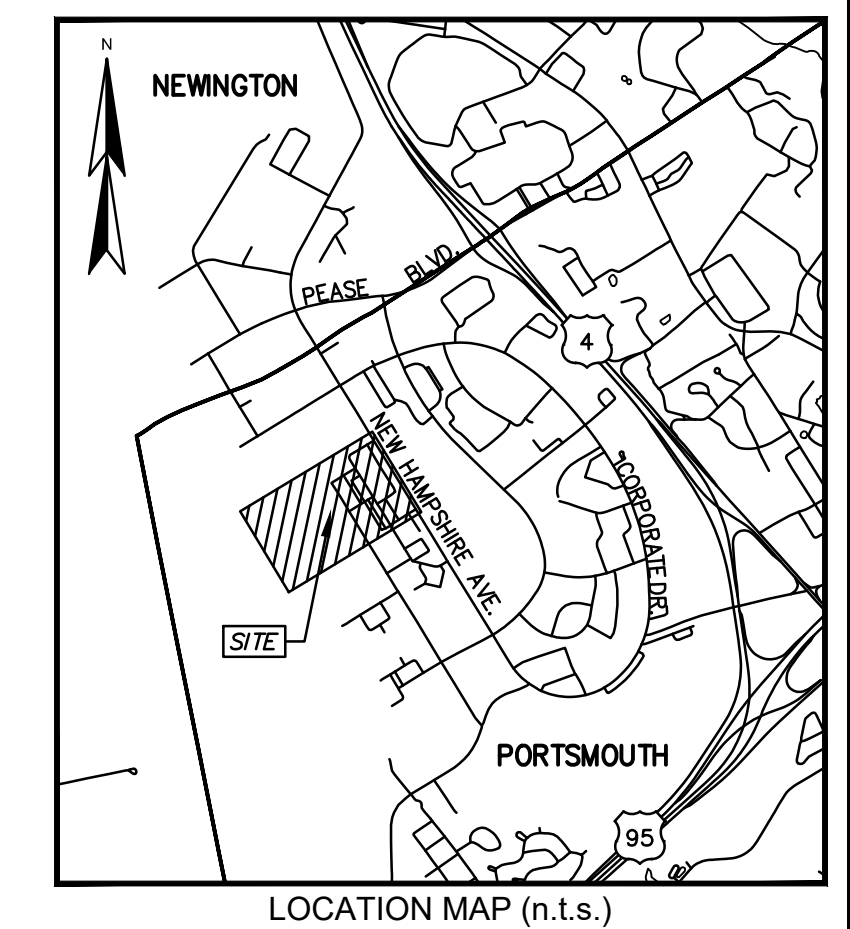 N
NEWINGTON
PEASE BLVD.
4
NEW HAMPSHIRE AVE.
CORPORATE DR.
SITE
PORTSMOUTH
95
LOCATION MAP (n.t.s.)